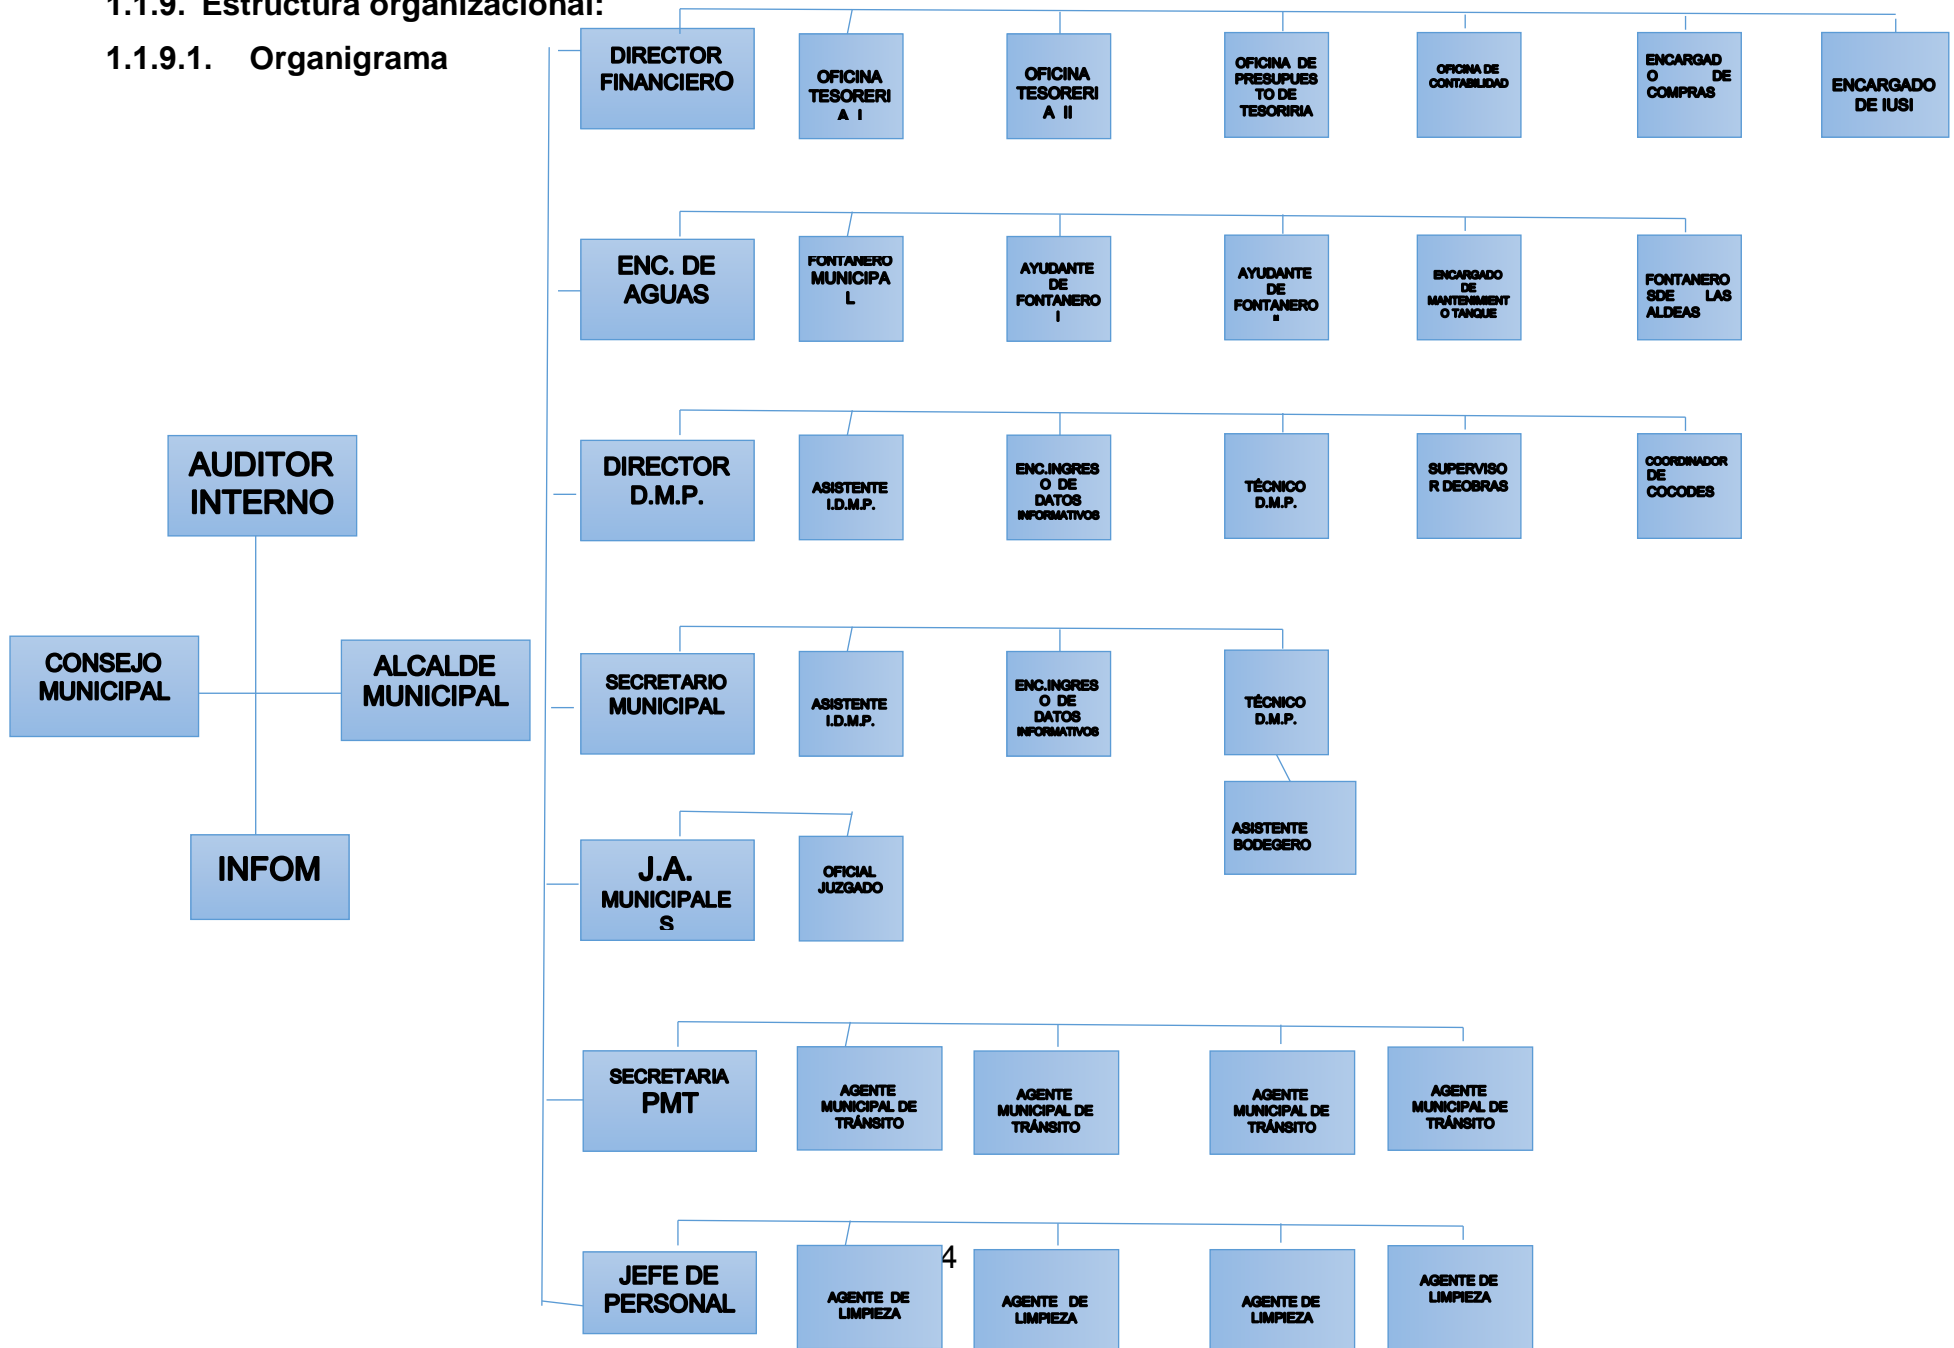 1.1.9. Estructura organizacional:
1.1.9.1. Organigrama
DIRECTOR
FINANCIERO
OFICINA
TESORERI
A I
OFICINA
TESORERI
A II
OFICINA DE
PRESUPUES
TO DE
TESORIRIA
OFICINA DE
CONTABILIDAD
ENCARGAD
O DE
COMPRAS
ENCARGADO
DE IUSI
ENC. DE
AGUAS
FONTANERO
MUNICIPA
L
AYUDANTE
DE
FONTANERO
I
AYUDANTE
DE
FONTANERO
II
ENCARGADO
DE
MANTENIMIENT
O TANQUE
FONTANERO
SDE LAS
ALDEAS
AUDITOR
INTERNO
DIRECTOR
D.M.P.
ASISTENTE
I.D.M.P.
ENC.INGRES
O DE
DATOS
INFORMATIVOS
TÉCNICO
D.M.P.
SUPERVISO
R DEOBRAS
COORDINADOR
DE
COCODES
CONSEJO
MUNICIPAL
ALCALDE
MUNICIPAL
SECRETARIO
MUNICIPAL
ASISTENTE
I.D.M.P.
ENC.INGRES
O DE
DATOS
INFORMATIVOS
TÉCNICO
D.M.P.
ASISTENTE
BODEGERO
INFOM
J.A.
MUNICIPALE
S
OFICIAL
JUZGADO
SECRETARIA
PMT
AGENTE
MUNICIPAL DE
TRÁNSITO
AGENTE
MUNICIPAL DE
TRÁNSITO
AGENTE
MUNICIPAL DE
TRÁNSITO
AGENTE
MUNICIPAL DE
TRÁNSITO
JEFE DE
PERSONAL
AGENTE DE
LIMPIEZA
4
AGENTE DE
LIMPIEZA
AGENTE DE
LIMPIEZA
AGENTE DE
LIMPIEZA